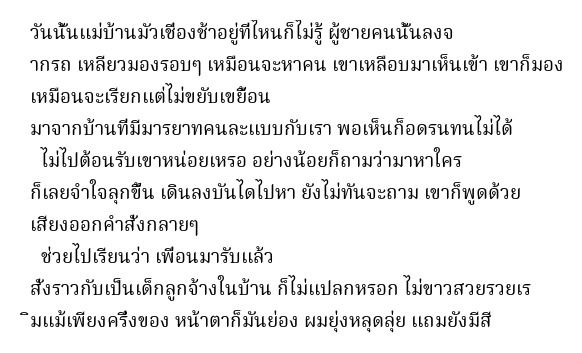 วันนั้นแม่บ้านมัวเชื่องช้าอยู่ที่ไหนก็ไม่รู้ ผู้ชายคนนั้นลงจ
ากรถ เหลียวมองรอบๆ เหมือนจะหาคน เขาเหลือบมาเห็นเข้า เขาก็มอง
เหมือนจะเรียกแต่ไม่ขยับเขยื้อน
มาจากบ้านที่มีมารยาทคนละแบบกับเรา พอเห็นก็อดรนทนไม่ได้
ไม่ไปต้อนรับเขาหน่อยเหรอ อย่างน้อยก็ถามว่ามาหาใคร
ก็เลยจำใจลุกขึ้น เดินลงบันไดไปหา ยังไม่ทันจะถาม เขาก็พูดด้วย
เสียงออกคำสั่งกลายๆ
ช่วยไปเรียนว่า เพื่อนมารับแล้ว
สั่งราวกับเป็นเด็กลูกจ้างในบ้าน ก็ไม่แปลกหรอก ไม่ขาวสวยรวยเร
ิ่มแม้เพียงครึ่งของ หน้าตาก็มันย่อง ผมยุ่งหลุดลุ่ย แถมยังมีสี